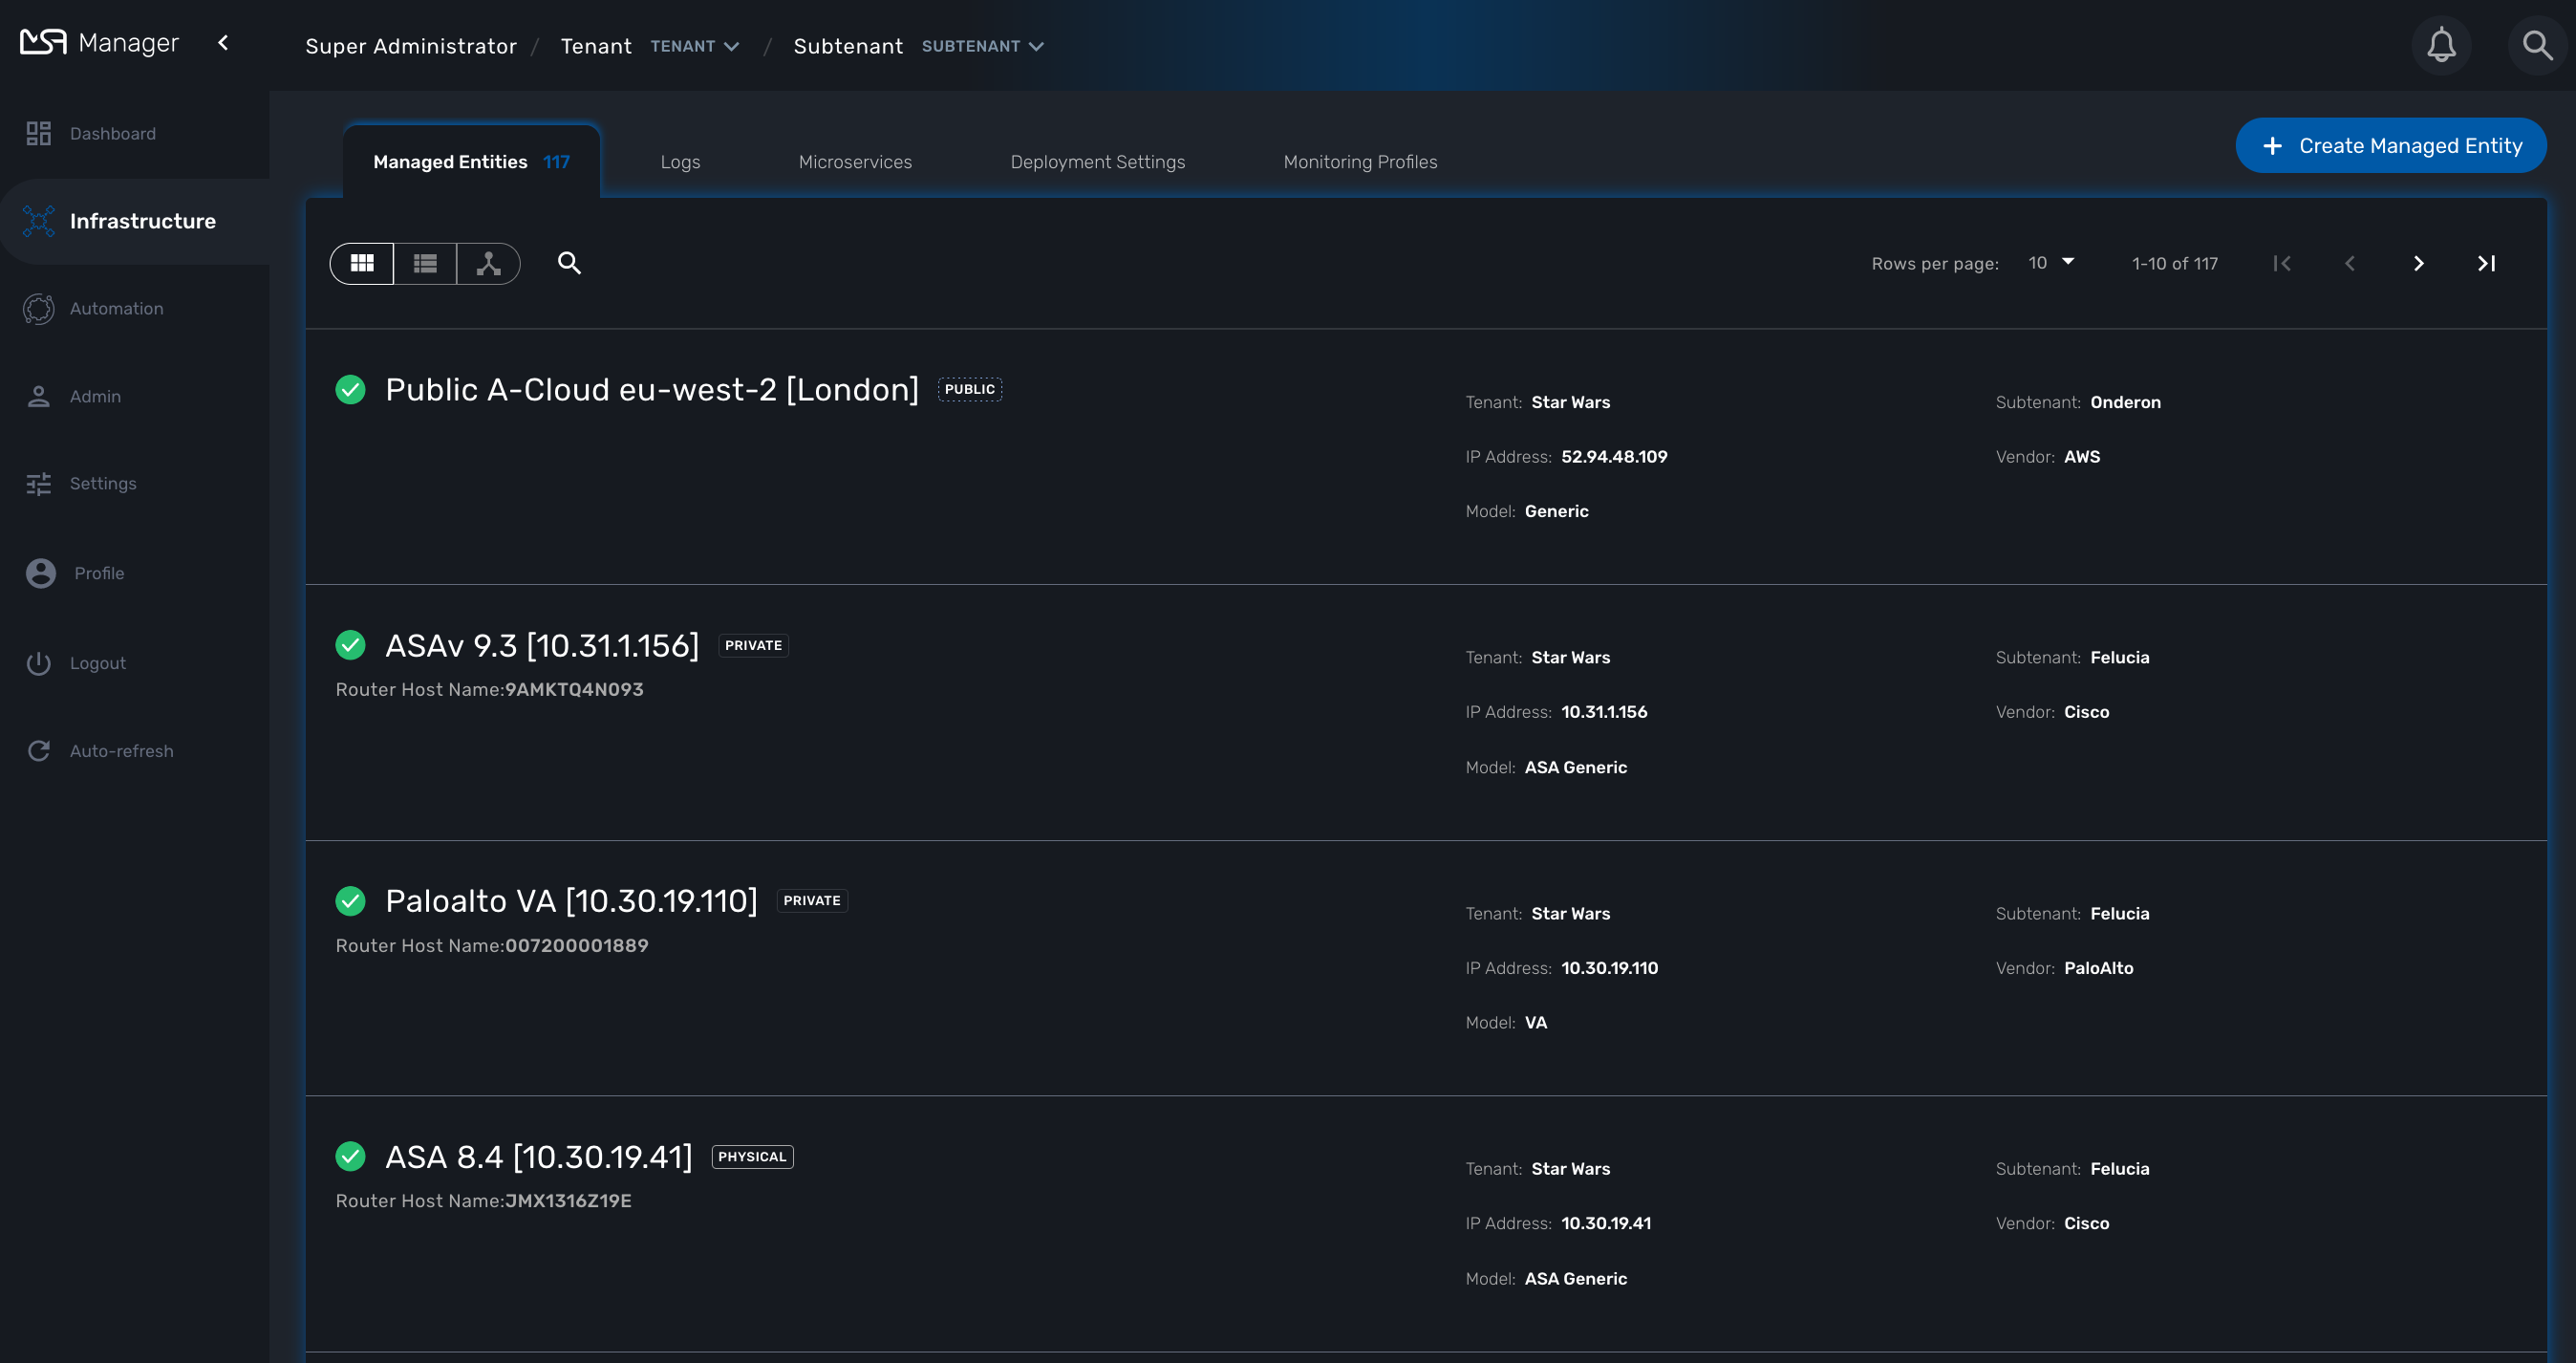 MSA Manager
Super Administrator / Tenant TENANT / Subtenant SUBTENANT
Dashboard
Infrastructure
Automation
Admin
Settings
Profile
Logout
Auto-refresh
Managed Entities 117
Logs
Microservices
Deployment Settings
Monitoring Profiles
+ Create Managed Entity
Rows per page: 10 1-10 of 117
Public A-Cloud eu-west-2 [London] PUBLIC
Tenant: Star Wars
Subtenant: Onderon
IP Address: 52.94.48.109
Vendor: AWS
Model: Generic
ASAv 9.3 [10.31.1.156] PRIVATE
Router Host Name:9AMKTQ4N093
Tenant: Star Wars
Subtenant: Felucia
IP Address: 10.31.1.156
Vendor: Cisco
Model: ASA Generic
Paloalto VA [10.30.19.110] PRIVATE
Router Host Name:007200001889
Tenant: Star Wars
Subtenant: Felucia
IP Address: 10.30.19.110
Vendor: PaloAlto
Model: VA
ASA 8.4 [10.30.19.41] PHYSICAL
Router Host Name:JMX1316Z19E
Tenant: Star Wars
Subtenant: Felucia
IP Address: 10.30.19.41
Vendor: Cisco
Model: ASA Generic